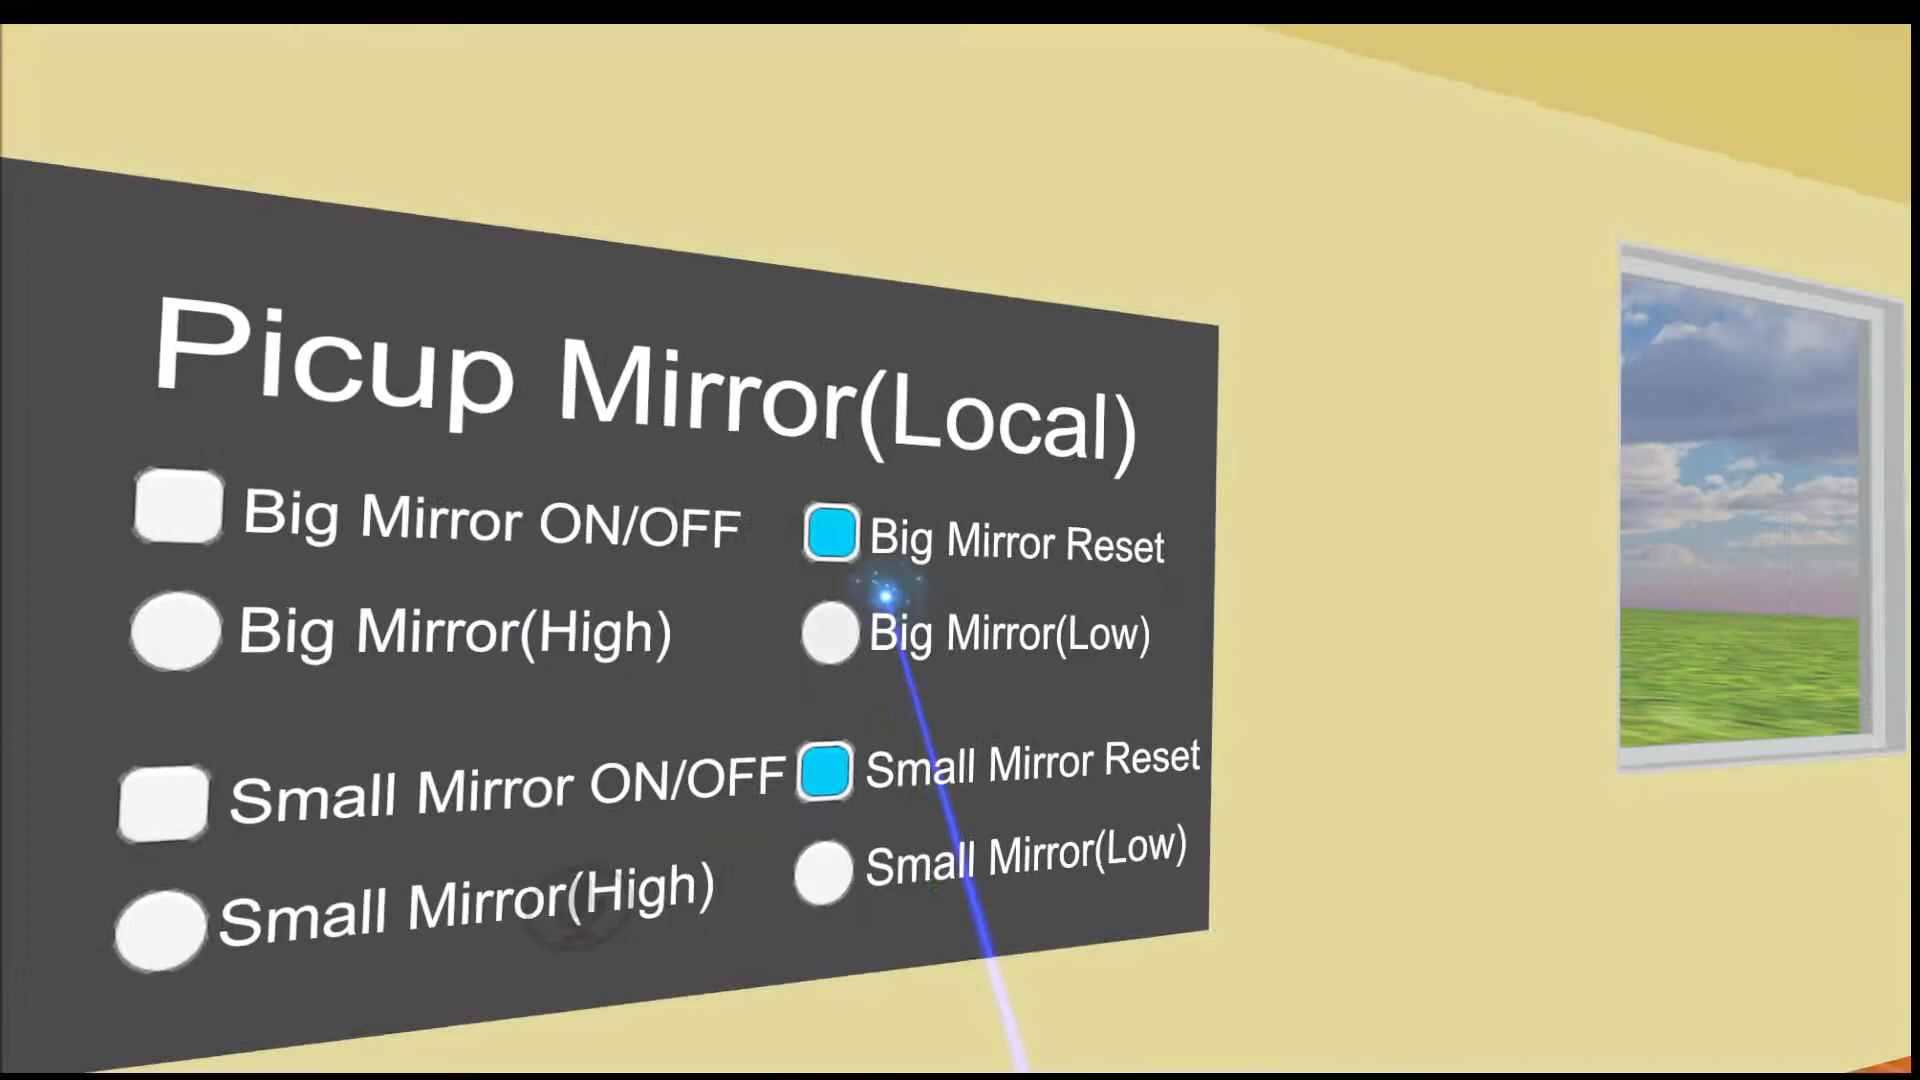 Picup Mirror(Local)
Big Mirror ON/OFF
Big Mirror Reset
Big Mirror(High)
Big Mirror(Low)
Small Mirror ON/OFF
Small Mirror Reset
Small Mirror(High)
Small Mirror(Low)